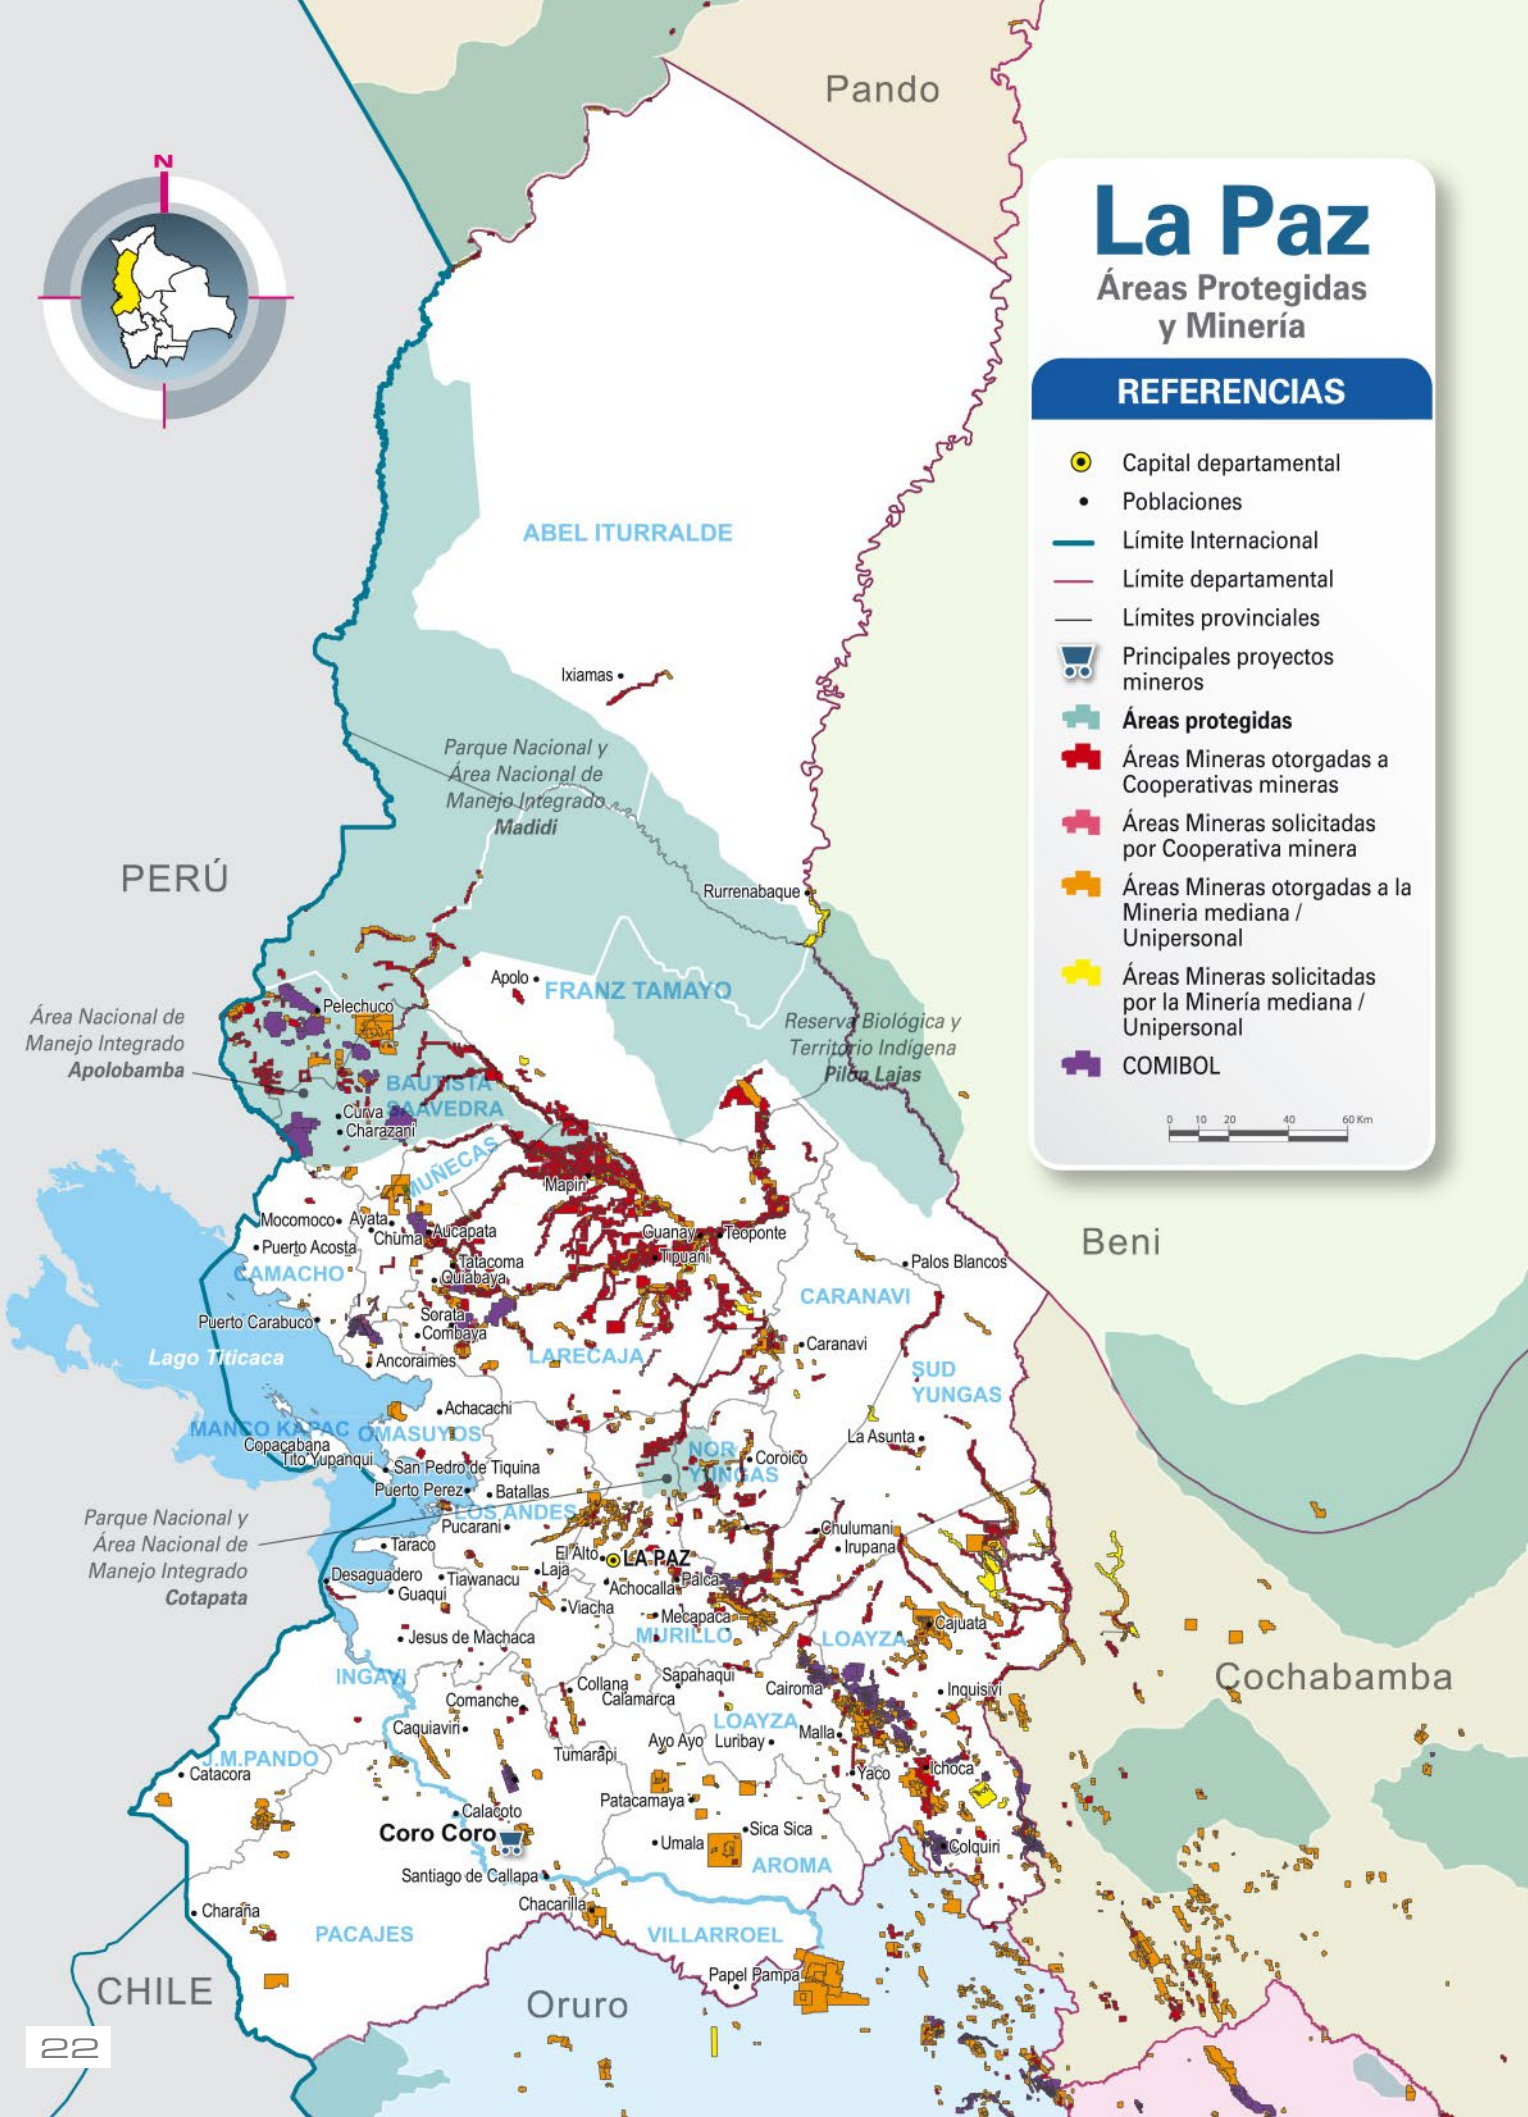 Pando
N
La Paz
Áreas Protegidas
y Minería
REFERENCIAS
Capital departamental
Poblaciones
Límite Internacional
Límite departamental
Límites provinciales
Principales proyectos
mineros
Áreas protegidas
Áreas Mineras otorgadas a
Cooperativas mineras
Áreas Mineras solicitadas
por Cooperativa minera
Áreas Mineras otorgadas a la
Mineria mediana /
Unipersonal
Áreas Mineras solicitadas
por la Minería mediana /
Unipersonal
COMIBOL
0 10 20 40 60 Km
ABEL ITURRALDE
Ixiamas
Parque Nacional y
Área Nacional de
Manejo Integrado
Madidi
PERÚ
Rurrenabaque
Apolo
FRANZ TAMAYO
Pelechuco
Área Nacional de
Manejo Integrado
Apolobamba
Reserva Biológica y
Territorio Indígena
Pilón Lajas
BAUTISTA
SAAVEDRA
Curva
Charazani
MUÑECAS
Mapiri
Mocomoco
Ayata
Chuma
Aucapata
Guanay
Teoponte
Puerto Acosta
Tatacoma
Tipuani
Quiabaya
Palos Blancos
Beni
CAMACHO
CARANAVI
Puerto Carabuco
Sorata
Combaya
Caranavi
Lago Titicaca
Ancoraimes
LARECAJA
SUD
YUNGAS
Achacachi
MANCO KAPAC
OMASUYOS
Copacabana
Tito Yupanqui
La Asunta
NOR
YUNGAS
Coroico
San Pedro de Tiquina
Puerto Perez
Batallas
LOS ANDES
Pucarani
Parque Nacional y
Área Nacional de
Manejo Integrado
Cotapata
Chulumani
Irupana
Taraco
El Alto
LA PAZ
Desaguadero
Tiawanacu
Laja
Achocalla
Palca
Guaqui
Viacha
Mecapaca
Cajuata
Jesus de Machaca
MURILLO
LOAYZA
INGAVI
Sapahaqui
Cochabamba
Collana
Calamarca
Cairoma
Inquisivi
Comanche
Caquiaviri
LOAYZA
Malla
Ayo Ayo
Luribay
Tumarapi
J.M.PANDO
Catacora
Yaco
Ichoca
Patacamaya
Calacoto
Coro Coro
Umala
Sica Sica
Colquiri
AROMA
Santiago de Callapa
Charaña
Chacarilla
PACAJES
VILLARROEL
Papel Pampa
CHILE
Oruro
22